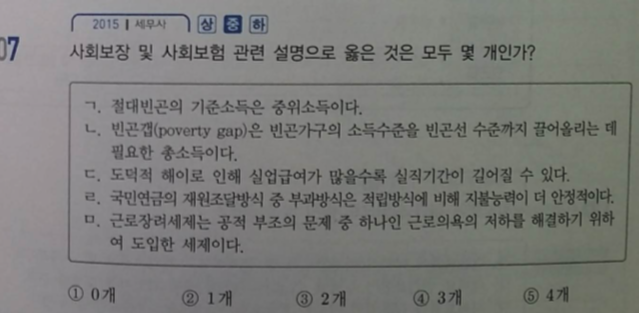 07
2015 | 세무사 상 중 하
사회보장 및 사회보험 관련 설명으로 옳은 것은 모두 몇 개인가?
ㄱ. 절대빈곤의 기준소득은 중위소득이다.
ㄴ. 빈곤갭(poverty gap)은 빈곤가구의 소득수준을 빈곤선 수준까지 끌어올리는 데
필요한 총소득이다.
ㄷ. 도덕적 해이로 인해 실업급여가 많을수록 실직기간이 길어질 수 있다.
ㄹ. 국민연금의 재원조달방식 중 부과방식은 적립방식에 비해 지불능력이 더 안정적이다.
ㅁ. 근로장려세제는 공적 부조의 문제 중 하나인 근로의욕의 저하를 해결하기 위하
여 도입한 세제이다.
① 0개 ② 1개 ③ 2개 ④ 3개 ⑤ 4개